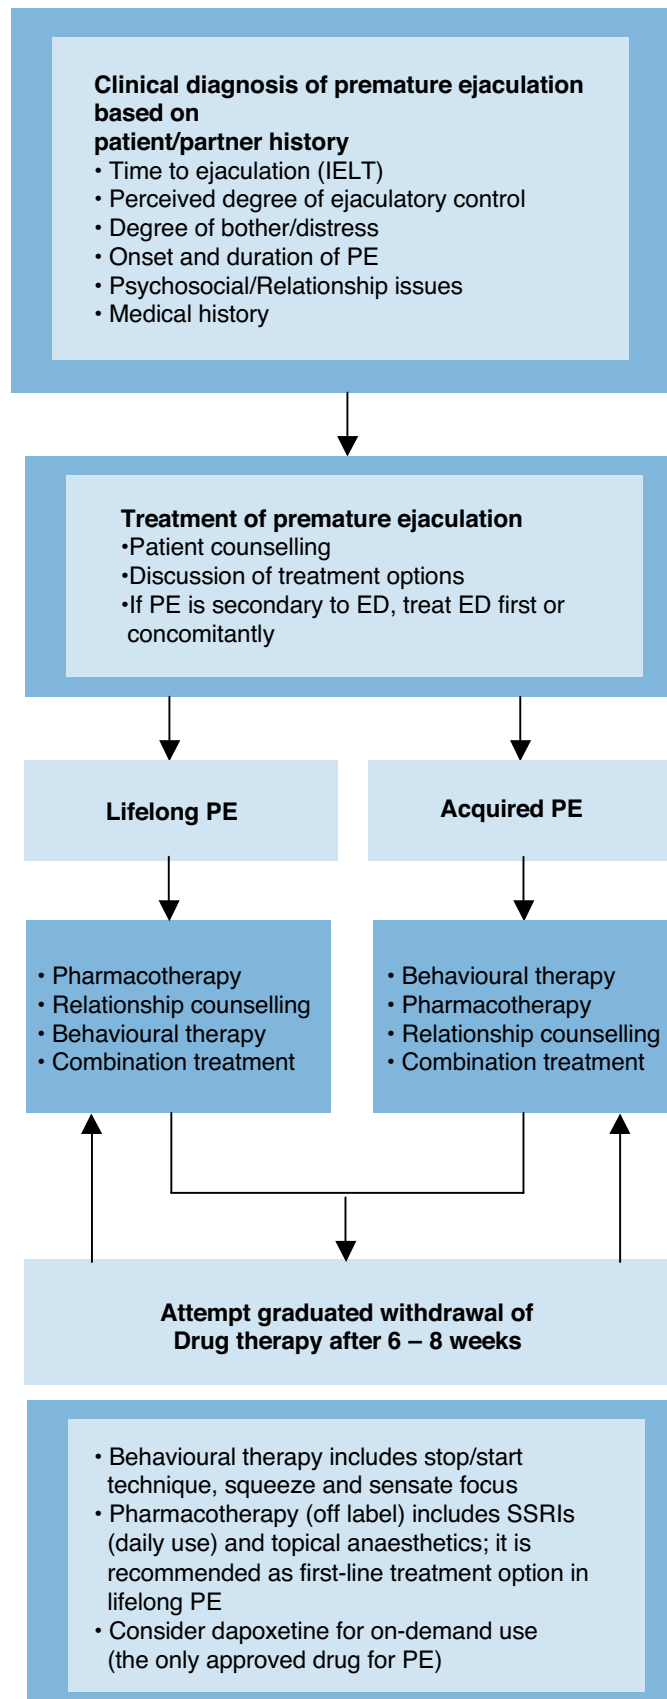 Clinical diagnosis of premature ejaculation
based on
patient/partner history
• Time to ejaculation (IELT)
• Perceived degree of ejaculatory control
• Degree of bother/distress
• Onset and duration of PE
• Psychosocial/Relationship issues
• Medical history
Treatment of premature ejaculation
•Patient counselling
•Discussion of treatment options
•If PE is secondary to ED, treat ED first or
concomitantly
Lifelong PE
Acquired PE
• Pharmacotherapy
• Relationship counselling
• Behavioural therapy
• Combination treatment
• Behavioural therapy
• Pharmacotherapy
• Relationship counselling
• Combination treatment
Attempt graduated withdrawal of
Drug therapy after 6 – 8 weeks
• Behavioural therapy includes stop/start
technique, squeeze and sensate focus
• Pharmacotherapy (off label) includes SSRIs
(daily use) and topical anaesthetics; it is
recommended as first-line treatment option in
lifelong PE
• Consider dapoxetine for on-demand use
(the only approved drug for PE)